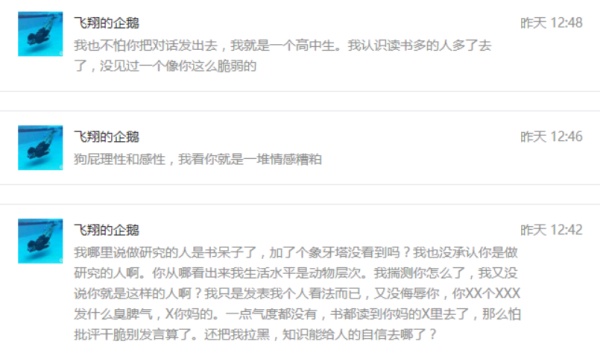 飞翔的企鹅 昨天 12:48
我也不怕你把对话发出去，我就是一个高中生。我认识读书多的人多了去
了，没见过一个像你这么脆弱的
飞翔的企鹅 昨天 12:46
狗屁理性和感性，我看你就是一堆情感糟粕
飞翔的企鹅 昨天 12:42
我哪里说做研究的人是书呆子了，加了个象牙塔没看到吗？我也没承认你是做
研究的人啊。你从哪看出来我生活水平是动物层次。我揣测你怎么了，我又没
说你就是这样的人啊？我只是发表我个人看法而已，又没侮辱你，你XX个XXX
发什么臭脾气，X你妈的。一点气度都没有，书都读到你妈的X里去了，那么怕
批评干脆别发言算了。还把我拉黑，知识能给人的自信去哪了？